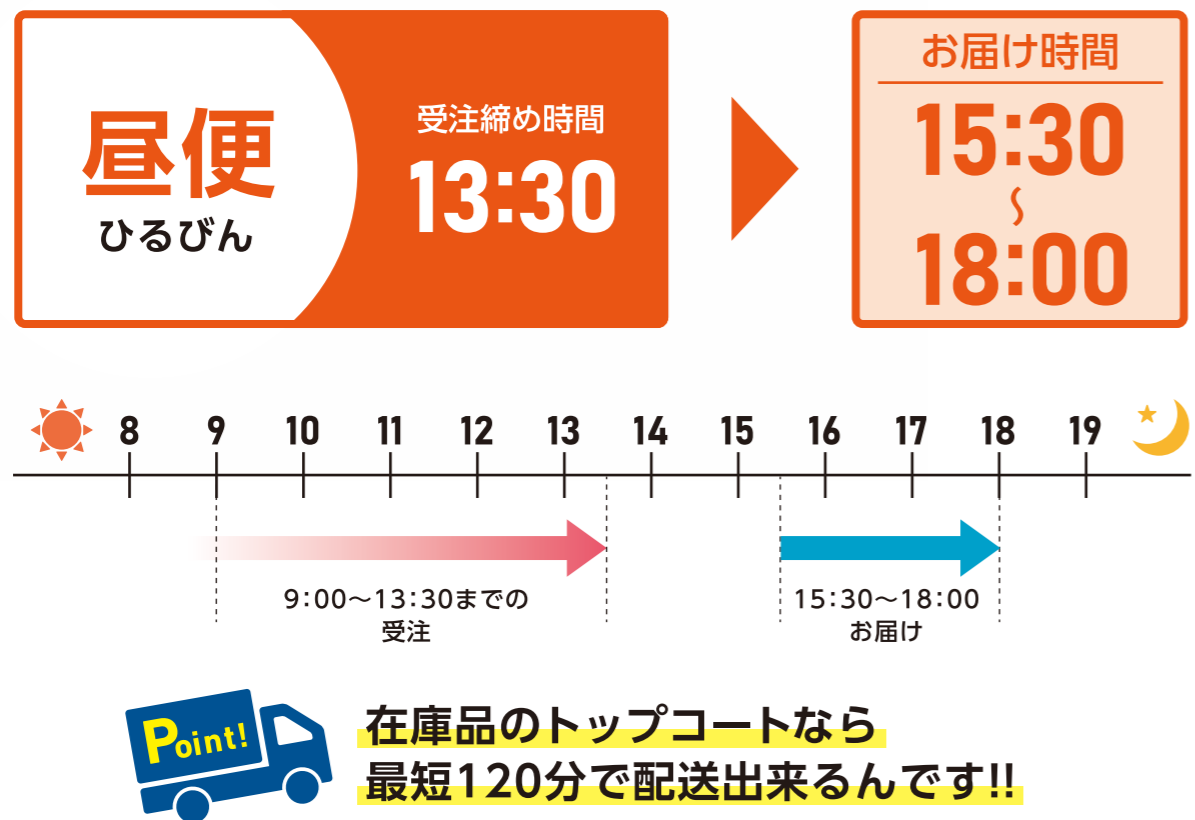 昼便
ひるびん
受注締め時間
13:30
お届け時間
15:30
〜
18:00
8 9 10 11 12 13 14 15 16 17 18 19
9:00〜13:30までの
受注
15:30〜18:00
お届け
Point!
在庫品のトップコートなら
最短120分で配送出来るんです!!